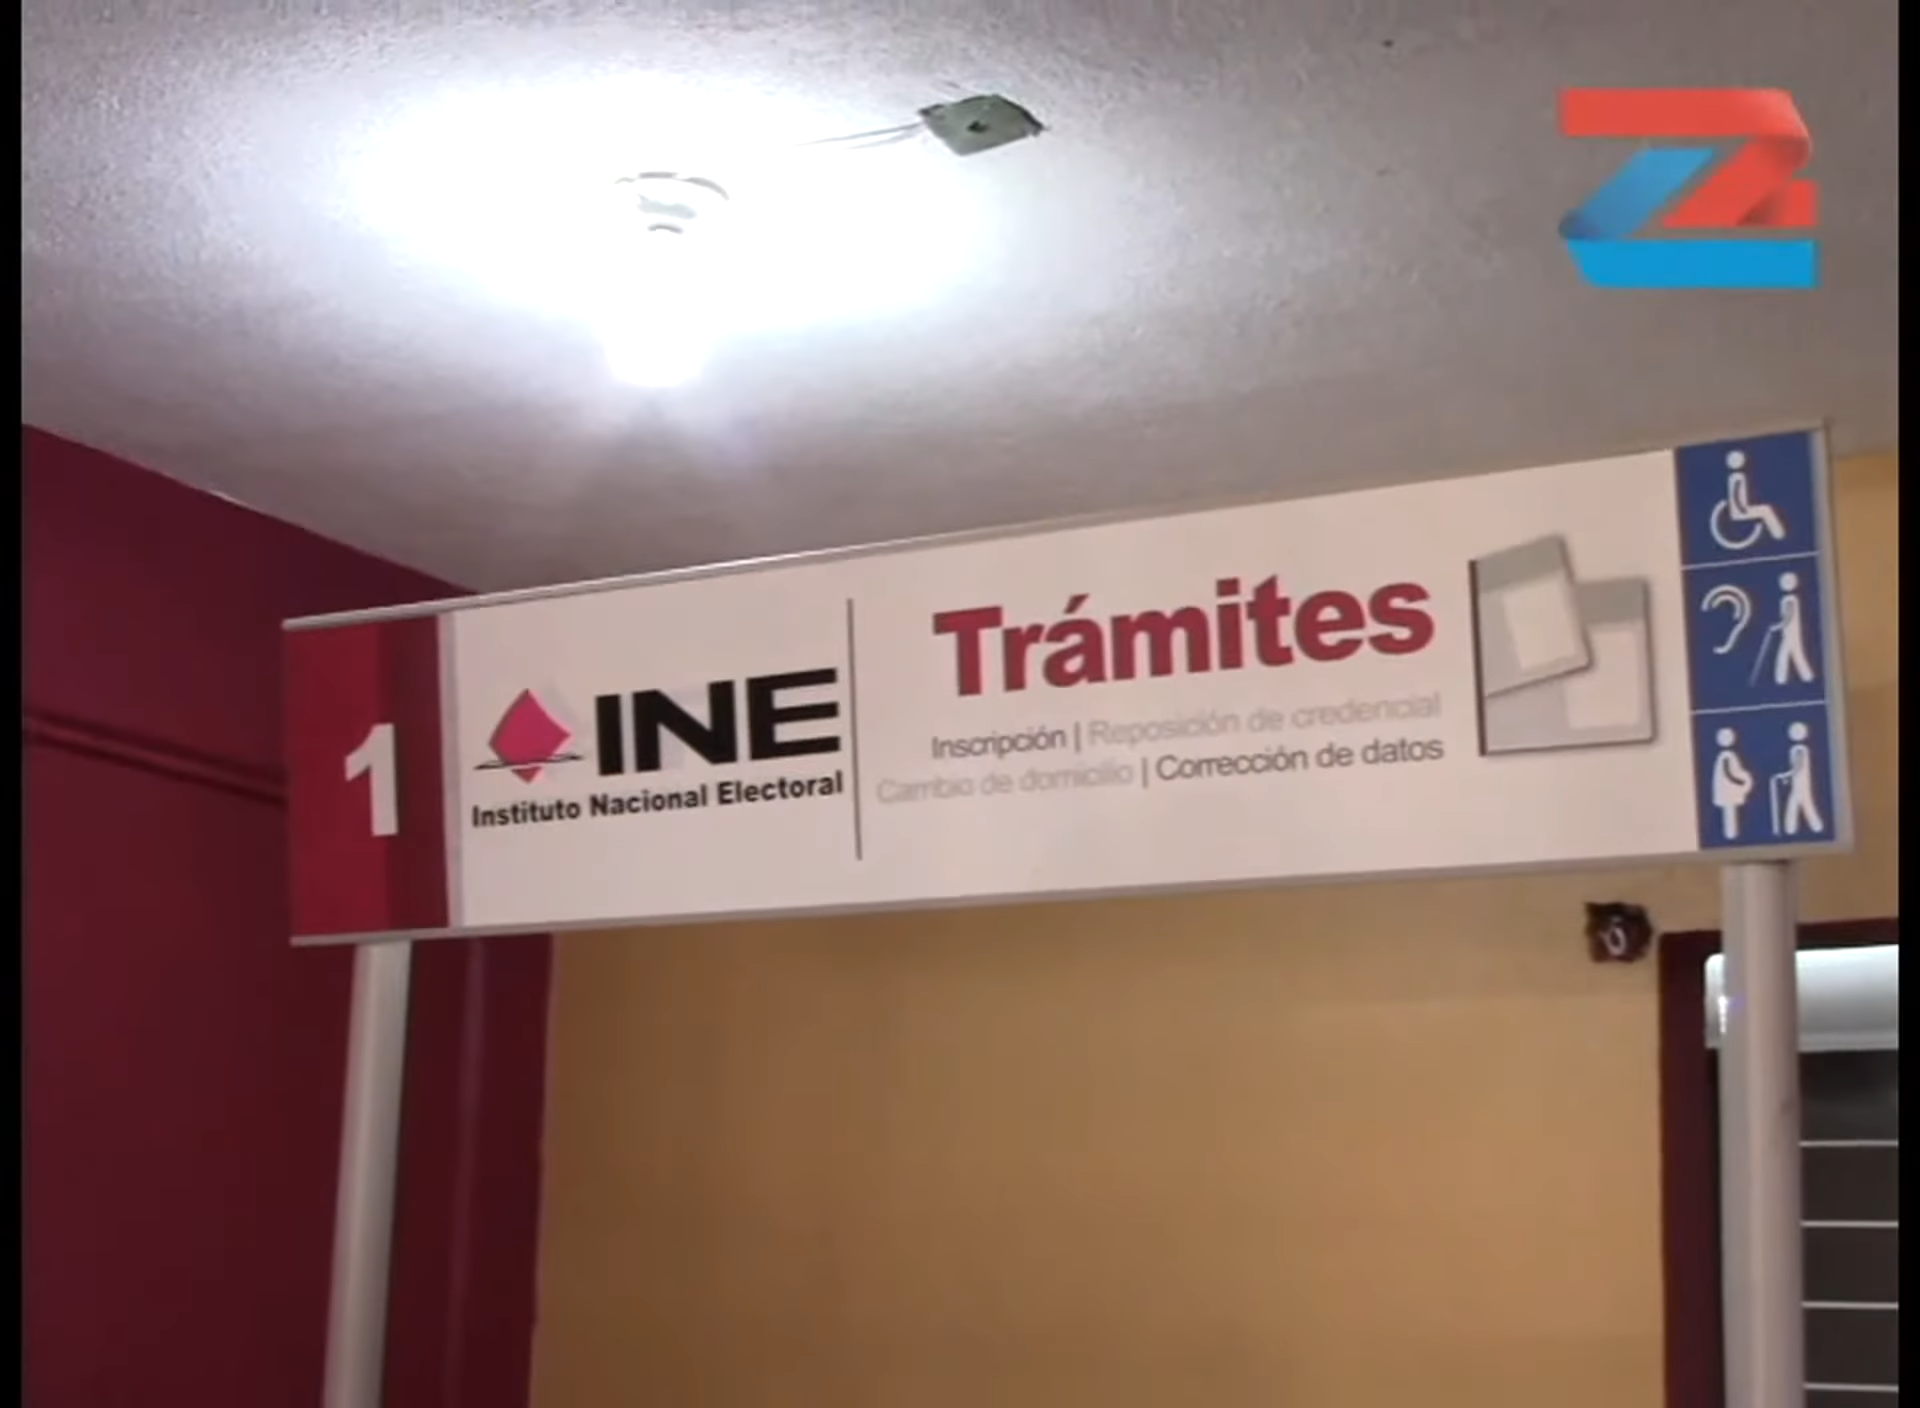 1
INE
Instituto Nacional Electoral
Trámites
Inscripción | Reposición de credencial
Cambio de domicilio | Corrección de datos